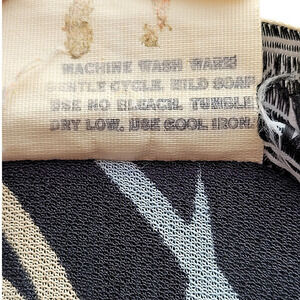 MACHINE WASH WARM
GENTLE CYCLE. MILD SOAP
USE NO BLEACH. TUMBLE
DRY LOW. USE COOL IRON.